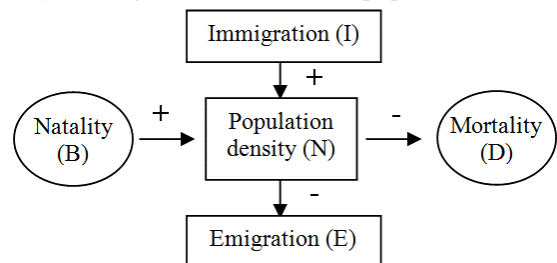 Immigration (I)
+
Natality
(B)
+
Population
density (N)
-
Mortality
(D)
-
Emigration (E)